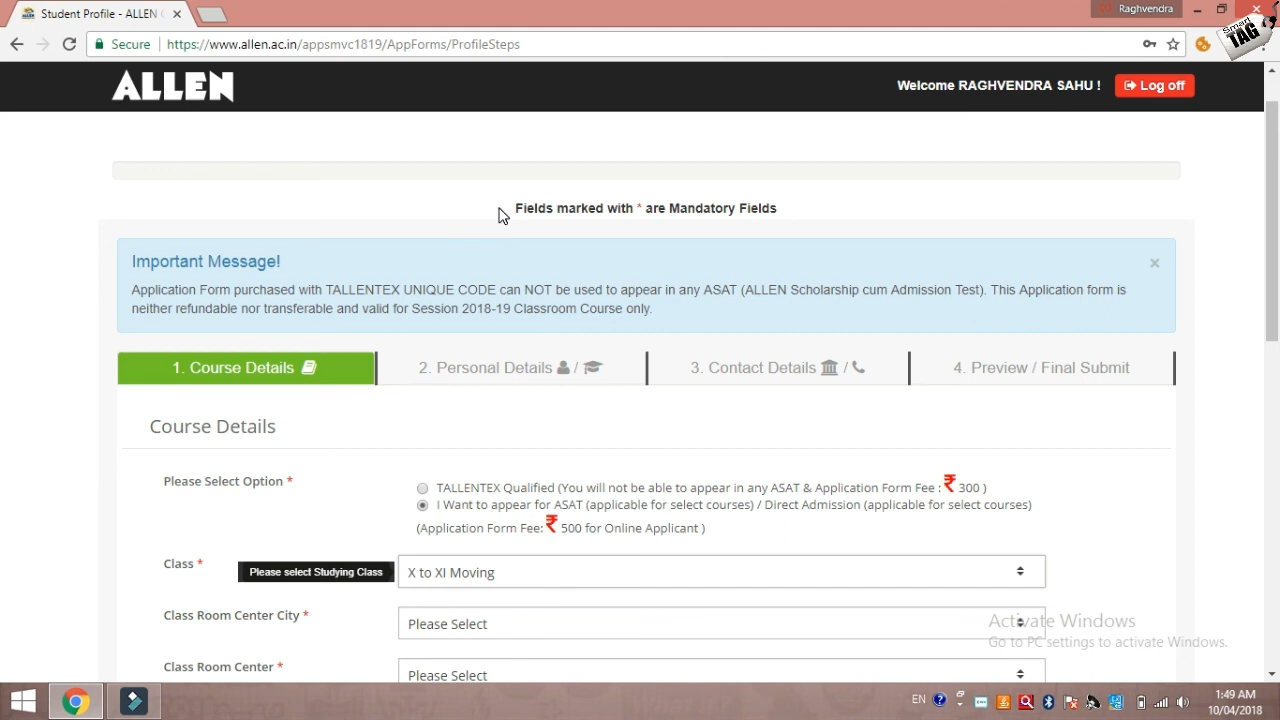 Student Profile - ALLEN
Raghvendra
Smart
TAG
Secure
https://www.allen.ac.in/appsmvc1819/AppForms/ProfileSteps
ALLEN
Welcome RAGHVENDRA SAHU !
Log off
Fields marked with * are Mandatory Fields
Important Message!
Application Form purchased with TALLENTEX UNIQUE CODE can NOT be used to appear in any ASAT (ALLEN Scholarship cum Admission Test). This Application form is
neither refundable nor transferable and valid for Session 2018-19 Classroom Course only.
1. Course Details
2. Personal Details /
3. Contact Details /
4. Preview / Final Submit
Course Details
Please Select Option *
TALLENTEX Qualified (You will not be able to appear in any ASAT & Application Form Fee : ₹ 300 )
I Want to appear for ASAT (applicable for select courses) / Direct Admission (applicable for select courses)
(Application Form Fee: ₹ 500 for Online Applicant )
Class *
Please select Studying Class
X to XI Moving
Class Room Center City *
Please Select
Class Room Center *
Please Select
Activate Windows
Go to PC settings to activate Windows.
EN
1:49 AM
10/04/2018